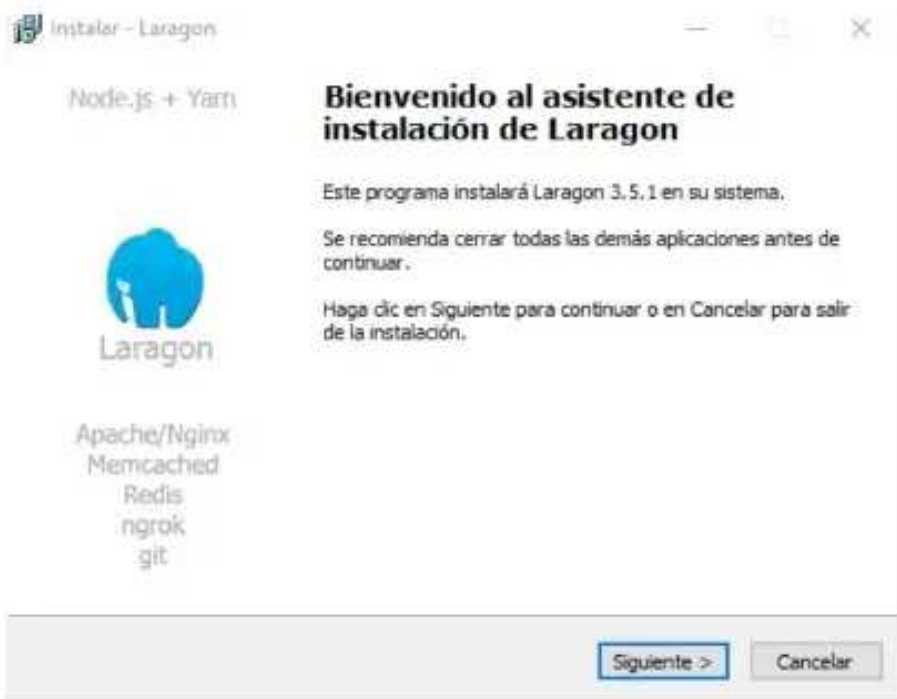 Instalar - Laragon
Node.js + Yarn
Bienvenido al asistente de
instalación de Laragon
Este programa instalará Laragon 3.5.1 en su sistema.
Se recomienda cerrar todas las demás aplicaciones antes de
continuar.
Haga clic en Siguiente para continuar o en Cancelar para salir
de la instalación.
Laragon
Apache/Nginx
Memcached
Redis
ngrok
git
Siguiente >
Cancelar